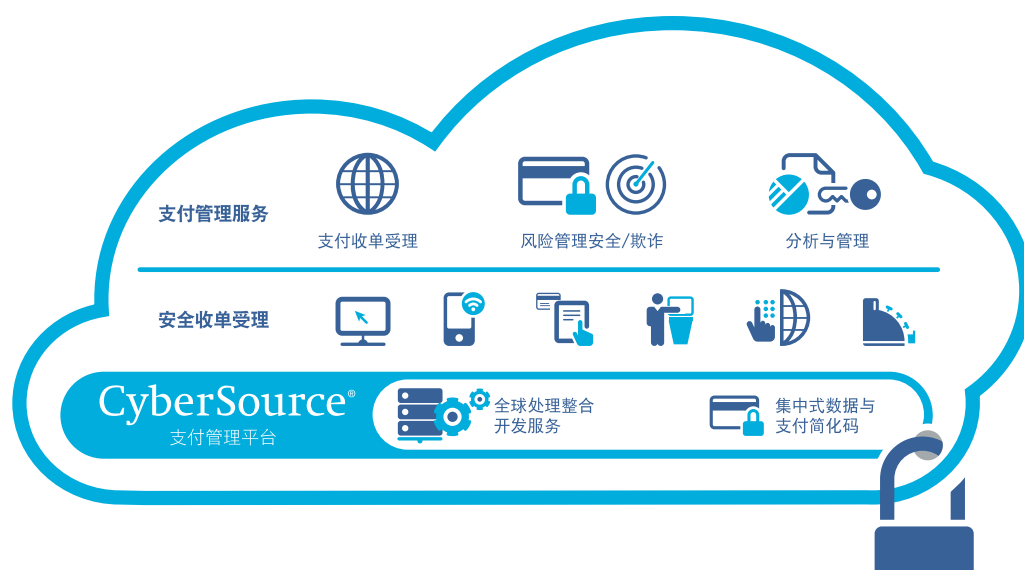 支付管理服务
支付收单受理
风险管理安全/欺诈
分析与管理
安全收单受理
CyberSource®
支付管理平台
全球处理整合
开发服务
集中式数据与
支付简化码